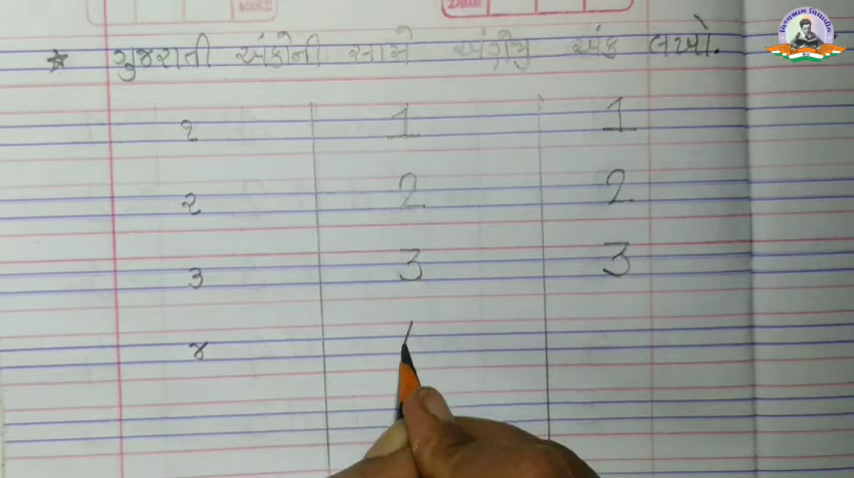 ★ ગુજરાતી અંકોની સામે અંગ્રેજી અંક લખો.
૧ 1 1
૨ 2 2
૩ 3 3
૪